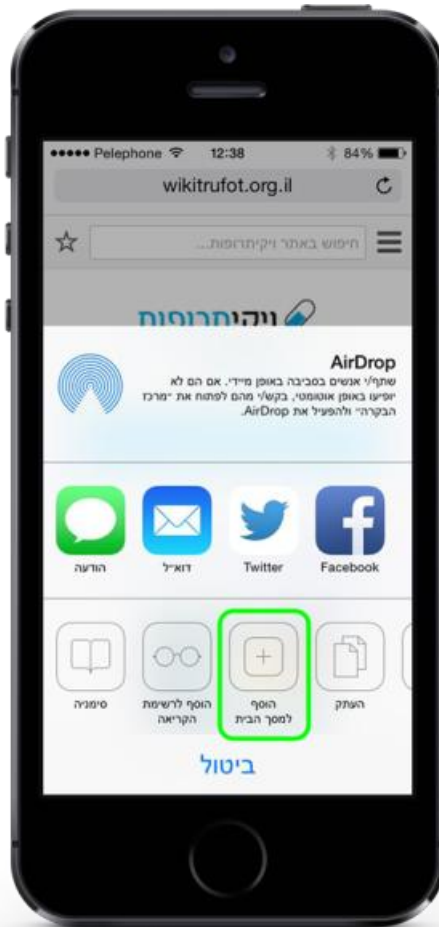 Pelephone 12:38 84%
wikitrufot.org.il
חיפוש באתר ויקיתרופות...
ויקיתרופות
AirDrop
שתף/י אנשים בסביבה באופן מיידי. אם הם לא
יופיעו באופן אוטומטי, בקש/י מהם לפתוח את ״מרכז
הבקרה״ ולהפעיל את AirDrop.
Facebook
Twitter
דוא״ל
הודעה
העתק
הוסף
למסך הבית
הוסף לרשימת
הקריאה
סימניה
ביטול